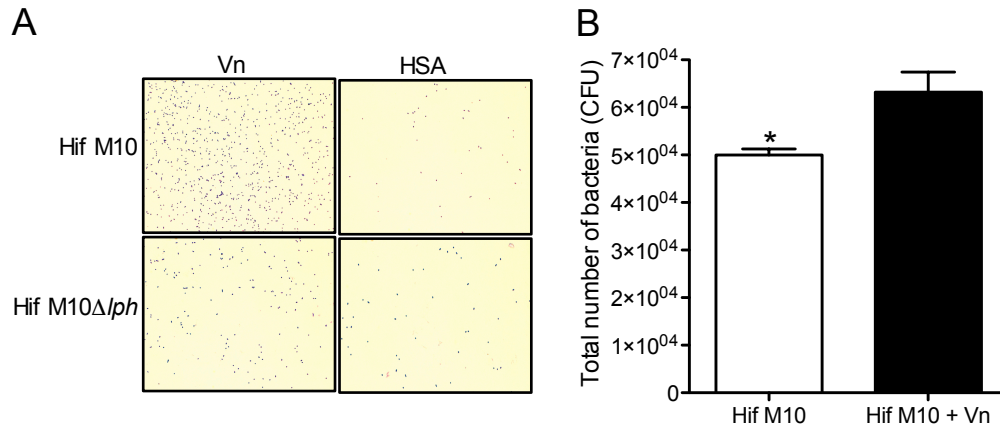 A
Vn
HSA
Hif M10
Hif M10Δlph
B
Total number of bacteria (CFU)
7×10⁰⁴
6×10⁰⁴
5×10⁰⁴
4×10⁰⁴
3×10⁰⁴
2×10⁰⁴
1×10⁰⁴
0
*
Hif M10
Hif M10 + Vn